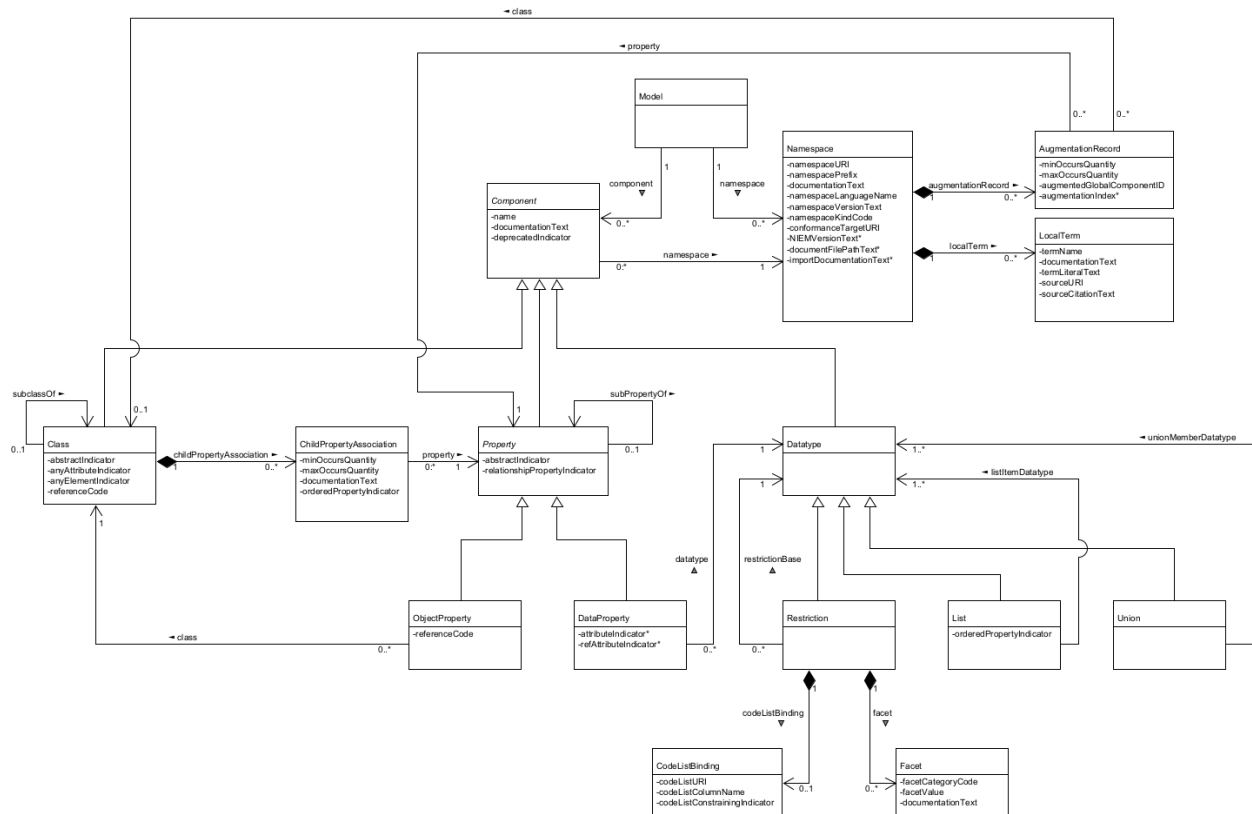 ◄ class
◄ property
Model
0..*
0..*
1
1
component
▼
namespace
▼
Namespace
-namespaceURI
-namespacePrefix
-documentationText
-namespaceLanguageName
-namespaceVersionText
-namespaceKindCode
-conformanceTargetURI
-NIEMVersionText*
-documentFilePathText*
-importDocumentationText*
AugmentationRecord
-minOccursQuantity
-maxOccursQuantity
-augmentedGlobalComponentID
-augmentationIndex*
augmentationRecord ►
1
0..*
Component
-name
-documentationText
-deprecatedIndicator
0..*
0..*
LocalTerm
-termName
-documentationText
-termLiteralText
-sourceURI
-sourceCitationText
localTerm ►
1
0..*
namespace ►
0:*
1
subclassOf ►
0..1
0..1
1
subPropertyOf ►
0..1
Class
-abstractIndicator
-anyAttributeIndicator
-anyElementIndicator
-referenceCode
childPropertyAssociation ►
1
0..*
ChildPropertyAssociation
-minOccursQuantity
-maxOccursQuantity
-documentationText
-orderedPropertyIndicator
property ►
0:*
1
Property
-abstractIndicator
-relationshipPropertyIndicator
Datatype
1
1..*
◄ unionMemberDatatype
◄ listItemDatatype
1
1..*
1
datatype
▲
restrictionBase
▲
ObjectProperty
-referenceCode
DataProperty
-attributeIndicator*
-refAttributeIndicator*
Restriction
List
-orderedPropertyIndicator
Union
◄ class
0..*
0..*
0..*
1
1
codeListBinding
▼
facet
▼
CodeListBinding
-codeListURI
-codeListColumnName
-codeListConstrainingIndicator
0..1
0..*
Facet
-facetCategoryCode
-facetValue
-documentationText